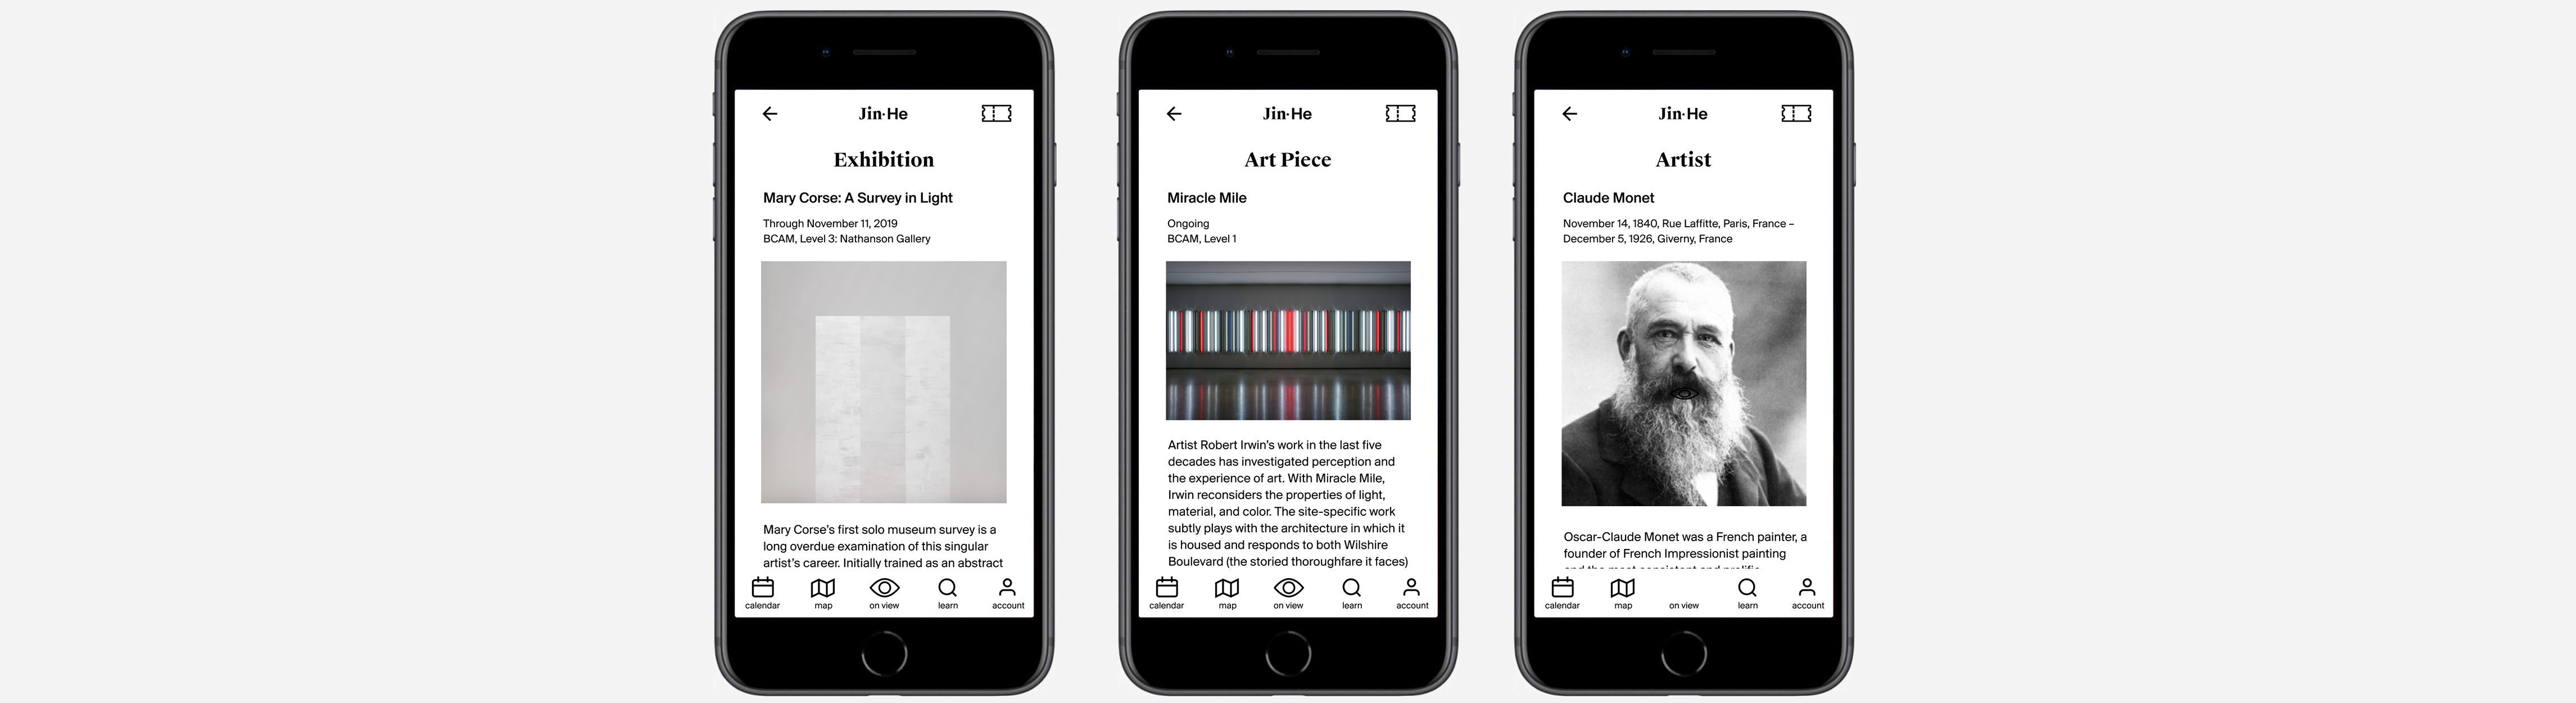 Jin·He
Exhibition
Mary Corse: A Survey in Light
Through November 11, 2019
BCAM, Level 3: Nathanson Gallery
Mary Corse's first solo museum survey is a
long overdue examination of this singular
artist's career. Initially trained as an abstract
calendar
map
on view
learn
account
Jin·He
Art Piece
Miracle Mile
Ongoing
BCAM, Level 1
Artist Robert Irwin's work in the last five
decades has investigated perception and
the experience of art. With Miracle Mile,
Irwin reconsiders the properties of light,
material, and color. The site-specific work
subtly plays with the architecture in which it
is housed and responds to both Wilshire
Boulevard (the storied thoroughfare it faces)
calendar
map
on view
learn
account
Jin·He
Artist
Claude Monet
November 14, 1840, Rue Laffitte, Paris, France –
December 5, 1926, Giverny, France
Oscar-Claude Monet was a French painter, a
founder of French Impressionist painting
and the most consistent and prolific
calendar
map
on view
learn
account